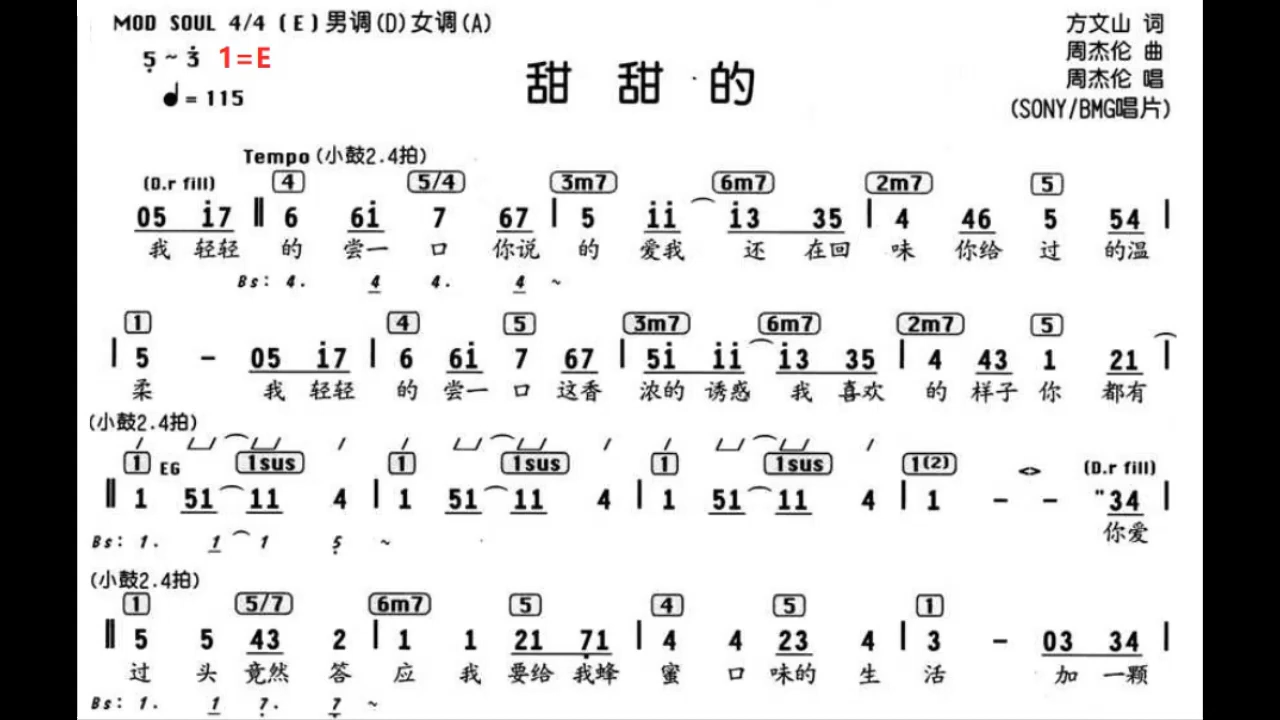 MOD SOUL 4/4 (E)男调(D)女调(A)
5 ~ 3 1=E
♩= 115
甜 甜 的
方文山 词
周杰伦 曲
周杰伦 唱
(SONY/BMG唱片)
Tempo (小鼓2.4拍)
(D.r fill) 4 5/4 3m7 6m7 2m7 5
05 i7 ‖ 6 6i 7 67 | 5 ii i3 35 | 4 46 5 54 |
我 轻轻 的 尝一 口 你说 的 爱我 还 在回 味 你给 过 的温
Bs: 4. 4 4. 4 ~
1 4 5 3m7 6m7 2m7 5
| 5 - 05 i7 | 6 6i 7 67 | 5i ii i3 35 | 4 43 1 21 |
柔 我 轻轻 的 尝一 口 这香 浓的 诱惑 我 喜欢 的 样子 你 都有
(小鼓2.4拍)
1 EG 1sus 1 1sus 1 1sus 1(2) <> (D.r fill)
‖ 1 51 11 4 | 1 51 11 4 | 1 51 11 4 | 1 - - "34 |
你爱
Bs: 1. 1 1 5 ~
(小鼓2.4拍)
1 5/7 6m7 5 4 5 1
‖ 5 5 43 2 | 1 1 21 71 | 4 4 23 4 | 3 - 03 34 |
过 头 竟然 答 应 我 要给 我蜂 蜜 口 味的 生 活 加 一颗
Bs: 1. 1 7. 7 ~